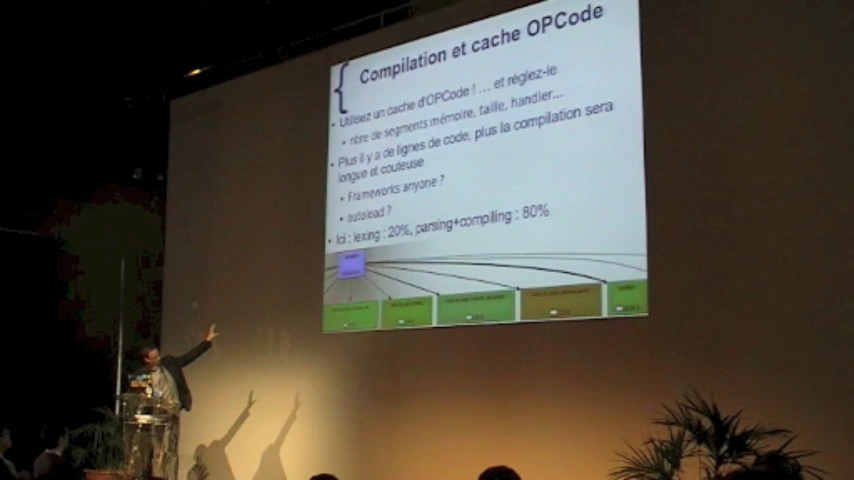 Compilation et cache OPCode
• Utilisez un cache d'OPCode ! ... et réglez-le
• nbre de segments mémoire, taille, handler...
• Plus il y a de lignes de code, plus la compilation sera
longue et couteuse
• Frameworks anyone ?
• autoload ?
• Ici : lexing : 20%, parsing+compiling : 80%